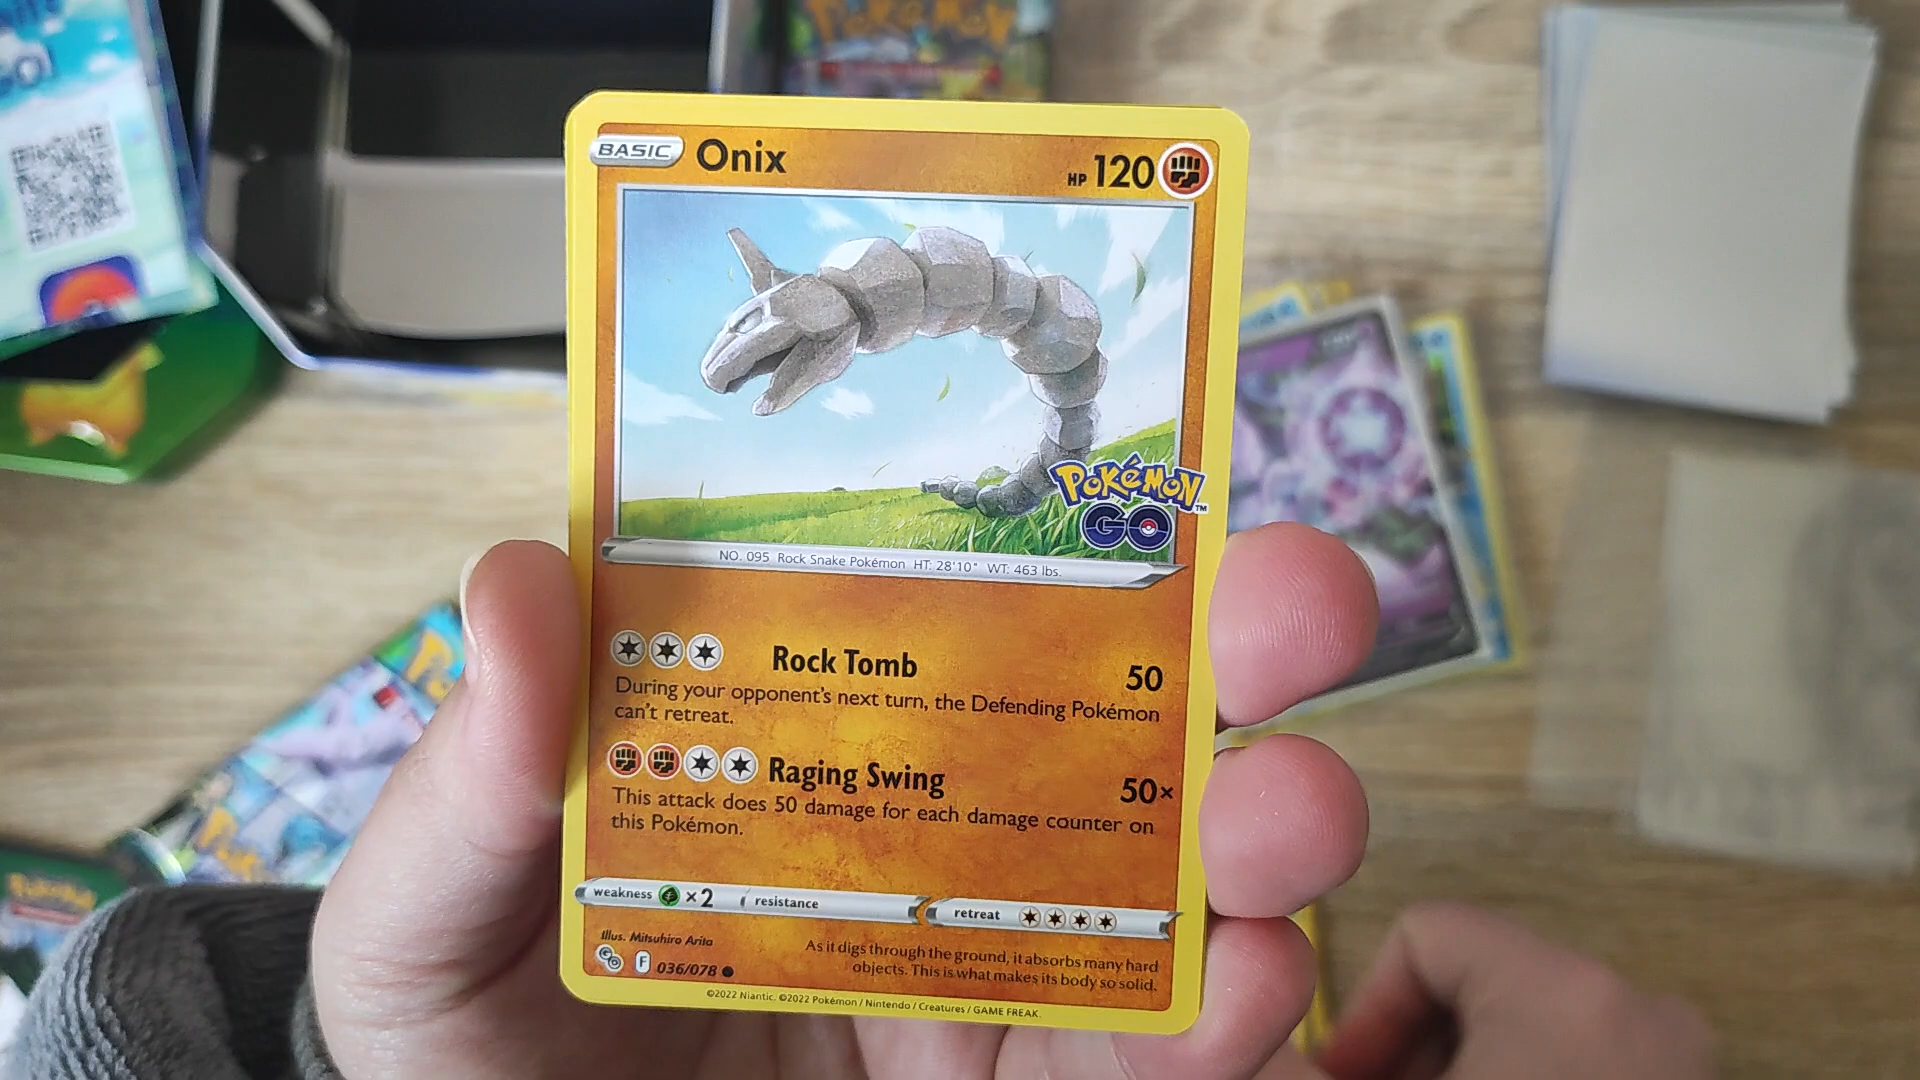 POKéMON
BASIC Onix HP 120
POKéMON™
GO
NO. 095 Rock Snake Pokémon HT: 28'10" WT: 463 lbs.
Rock Tomb 50
During your opponent's next turn, the Defending Pokémon
can't retreat.
Raging Swing 50×
This attack does 50 damage for each damage counter on
this Pokémon.
weakness ×2 resistance retreat
Illus. Mitsuhiro Arita
GO F 036/078
As it digs through the ground, it absorbs many hard
objects. This is what makes its body so solid.
©2022 Niantic. ©2022 Pokémon / Nintendo / Creatures / GAME FREAK.